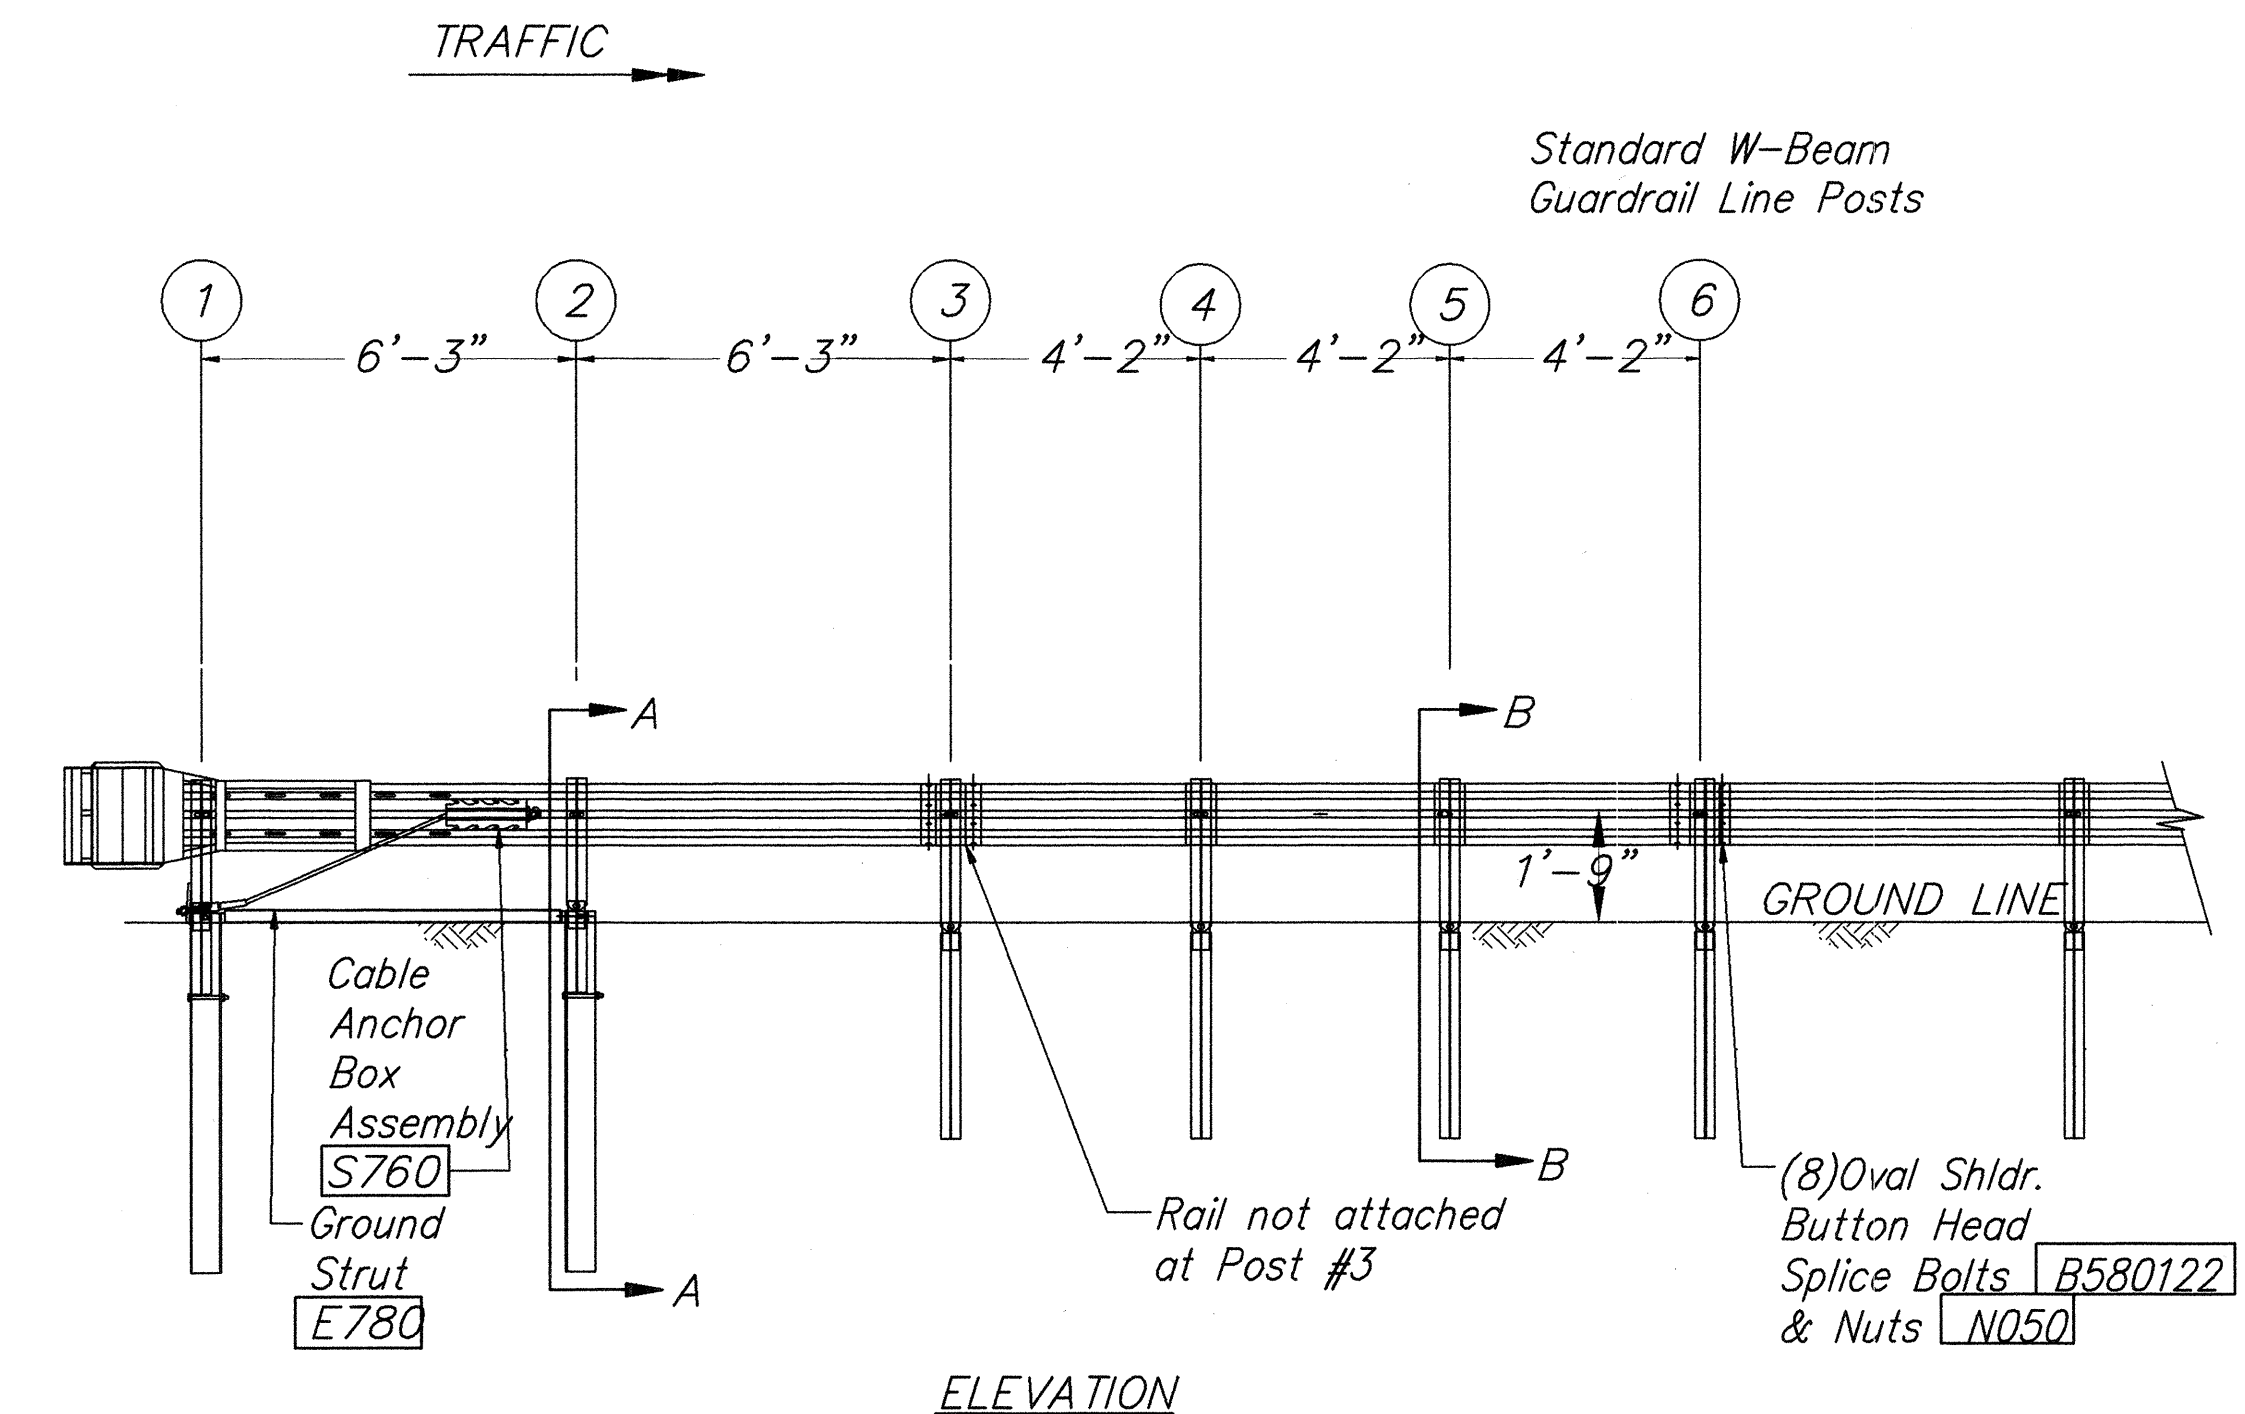 TRAFFIC
Standard W-Beam
Guardrail Line Posts
1 2 3 4 5 6
6'-3" 6'-3" 4'-2" 4'-2" 4'-2"
A B
1'-9"
GROUND LINE
Cable
Anchor
Box
Assembly
S760
Ground
Strut
E780
A
B
Rail not attached
at Post #3
(8)Oval Shldr.
Button Head
Splice Bolts B580122
& Nuts N050
ELEVATION